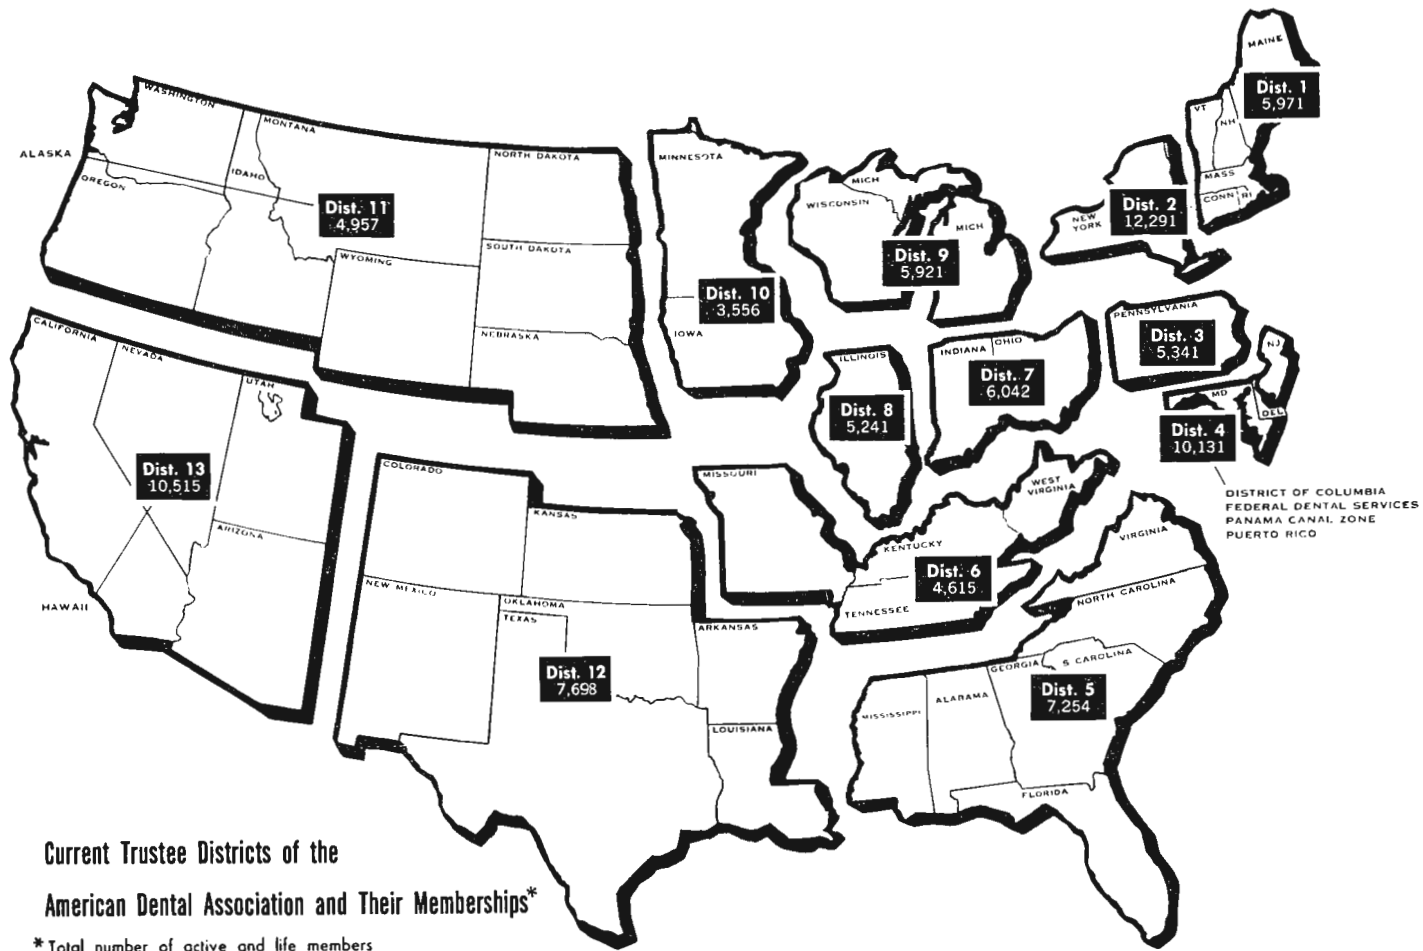 MAINE
Dist. 1
5,971
VT
NH
MASS
CONN
RI
WASHINGTON
MONTANA
ALASKA
OREGON
IDAHO
NORTH DAKOTA
Dist. 11
4,957
WYOMING
SOUTH DAKOTA
NEBRASKA
MINNESOTA
Dist. 10
3,556
IOWA
MICH
WISCONSIN
MICH
Dist. 9
5,921
NEW
YORK
Dist. 2
12,291
PENNSYLVANIA
Dist. 3
5,341
NJ
MD
DEL
Dist. 4
10,131
DISTRICT OF COLUMBIA
FEDERAL DENTAL SERVICES
PANAMA CANAL ZONE
PUERTO RICO
INDIANA
OHIO
Dist. 7
6,042
ILLINOIS
Dist. 8
5,241
CALIFORNIA
NEVADA
UTAH
Dist. 13
10,515
ARIZONA
HAWAII
COLORADO
KANSAS
NEW MEXICO
OKLAHOMA
TEXAS
ARKANSAS
Dist. 12
7,698
LOUISIANA
MISSOURI
WEST
VIRGINIA
KENTUCKY
Dist. 6
4,615
TENNESSEE
VIRGINIA
NORTH CAROLINA
S CAROLINA
GEORGIA
Dist. 5
7,254
ALABAMA
MISSISSIPPI
FLORIDA
Current Trustee Districts of the
American Dental Association and Their Memberships*
* Total number of active and life members